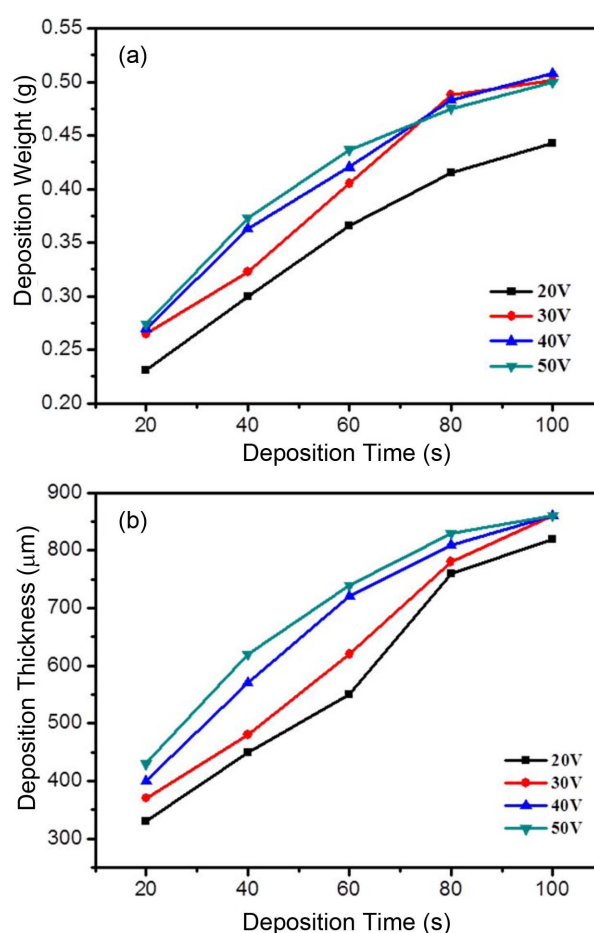 0.55
(a)
0.50
0.45
0.40
0.35
0.30
0.25
0.20
Deposition Weight (g)
20V
30V
40V
50V
20 40 60 80 100
Deposition Time (s)
900
(b)
800
700
600
500
400
300
Deposition Thickness (μm)
20V
30V
40V
50V
20 40 60 80 100
Deposition Time (s)